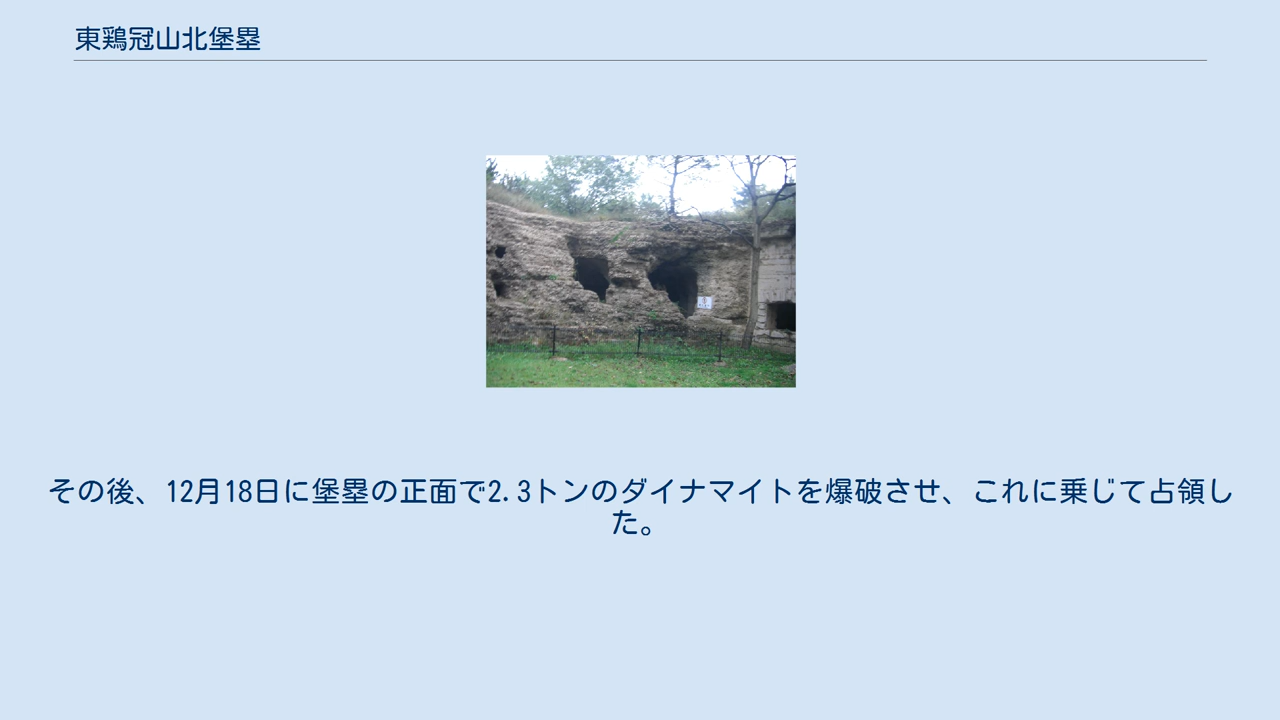 東鶏冠山北堡塁
その後、12月18日に堡塁の正面で2.3トンのダイナマイトを爆破させ、これに乗じて占領し
た。